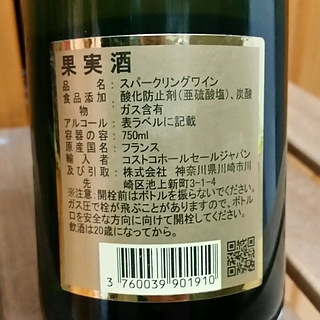 果実酒
品　　　名：スパークリングワイン
食品添加物：酸化防止剤(亜硫酸塩)、炭酸
ガス含有
アルコール：表ラベルに記載
容器の容量：750ml
原産国名：フランス
輸入者及び引取：コストコホールセールジャパン
株式会社 神奈川県川崎市川
崎区池上新町3-1-4
※注意：開栓前はボトルを振らないでください。
ガス圧で栓が飛ぶことがありますので、ボトル
口を安全な方向に向けて開栓してください。
飲酒は20歳になってから。
3 760039 901910